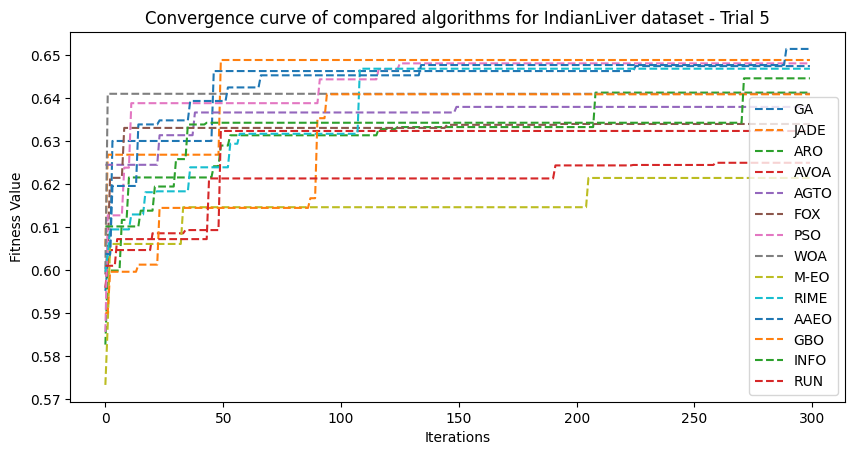 Convergence curve of compared algorithms for IndianLiver dataset - Trial 5
Fitness Value
0.65
0.64
0.63
0.62
0.61
0.60
0.59
0.58
0.57
0
50
100
150
200
250
300
Iterations
GA
JADE
ARO
AVOA
AGTO
FOX
PSO
WOA
M-EO
RIME
AAEO
GBO
INFO
RUN